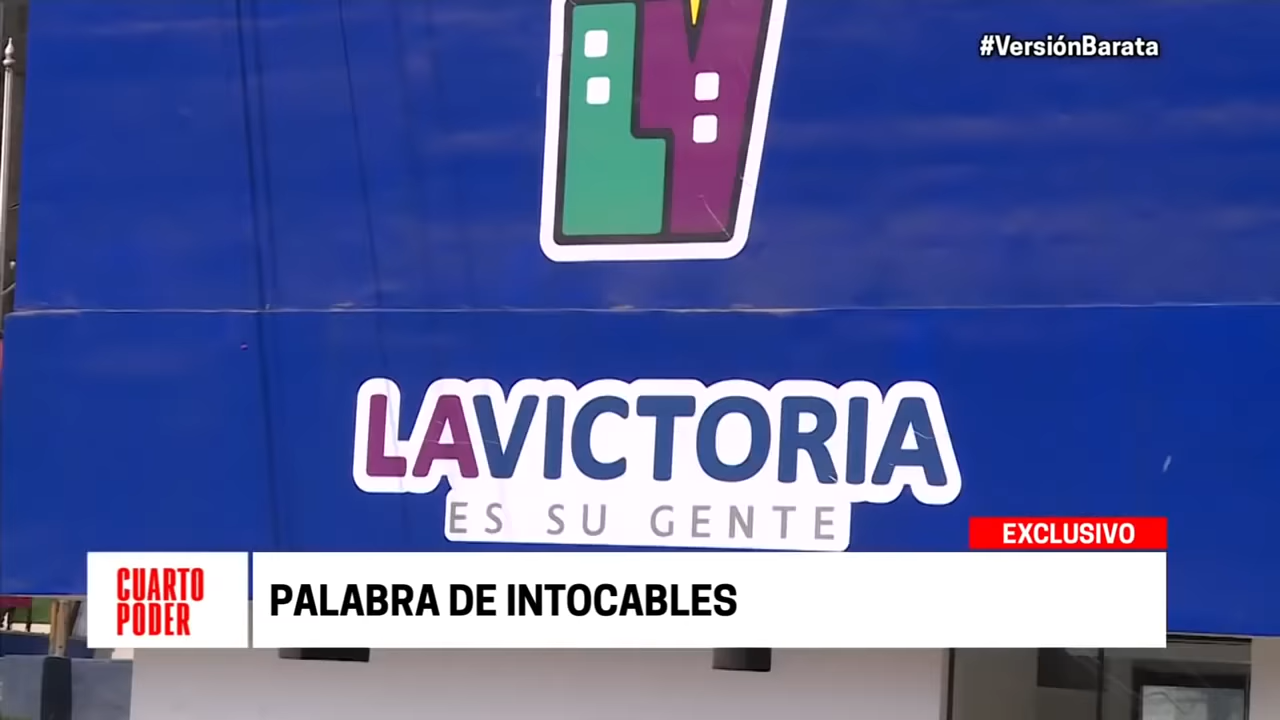 #VersiónBarata
LAVICTORIA
ES SU GENTE
EXCLUSIVO
CUARTO
PODER
PALABRA DE INTOCABLES